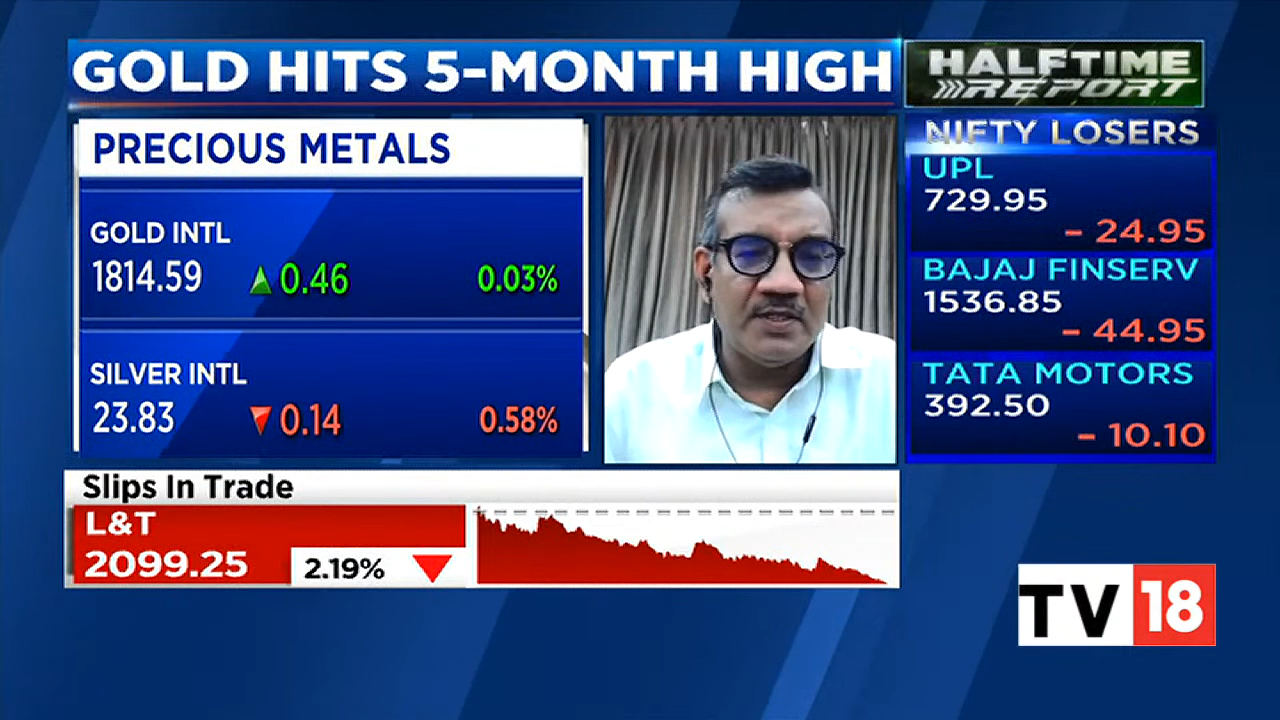 GOLD HITS 5-MONTH HIGH
HALFTIME
REPORT
PRECIOUS METALS
GOLD INTL
1814.59 ▲ 0.46 0.03%
SILVER INTL
23.83 ▼ 0.14 0.58%
NIFTY LOSERS
UPL
729.95
- 24.95
BAJAJ FINSERV
1536.85
- 44.95
TATA MOTORS
392.50
- 10.10
Slips In Trade
L&T
2099.25 2.19% ▼
TV 18